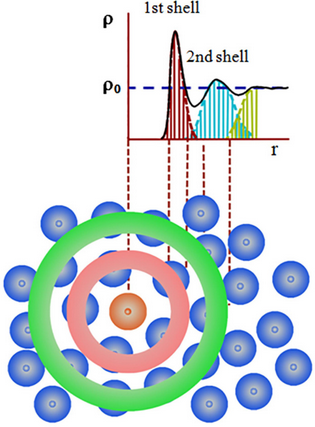 1st shell
ρ
2nd shell
ρ₀
r